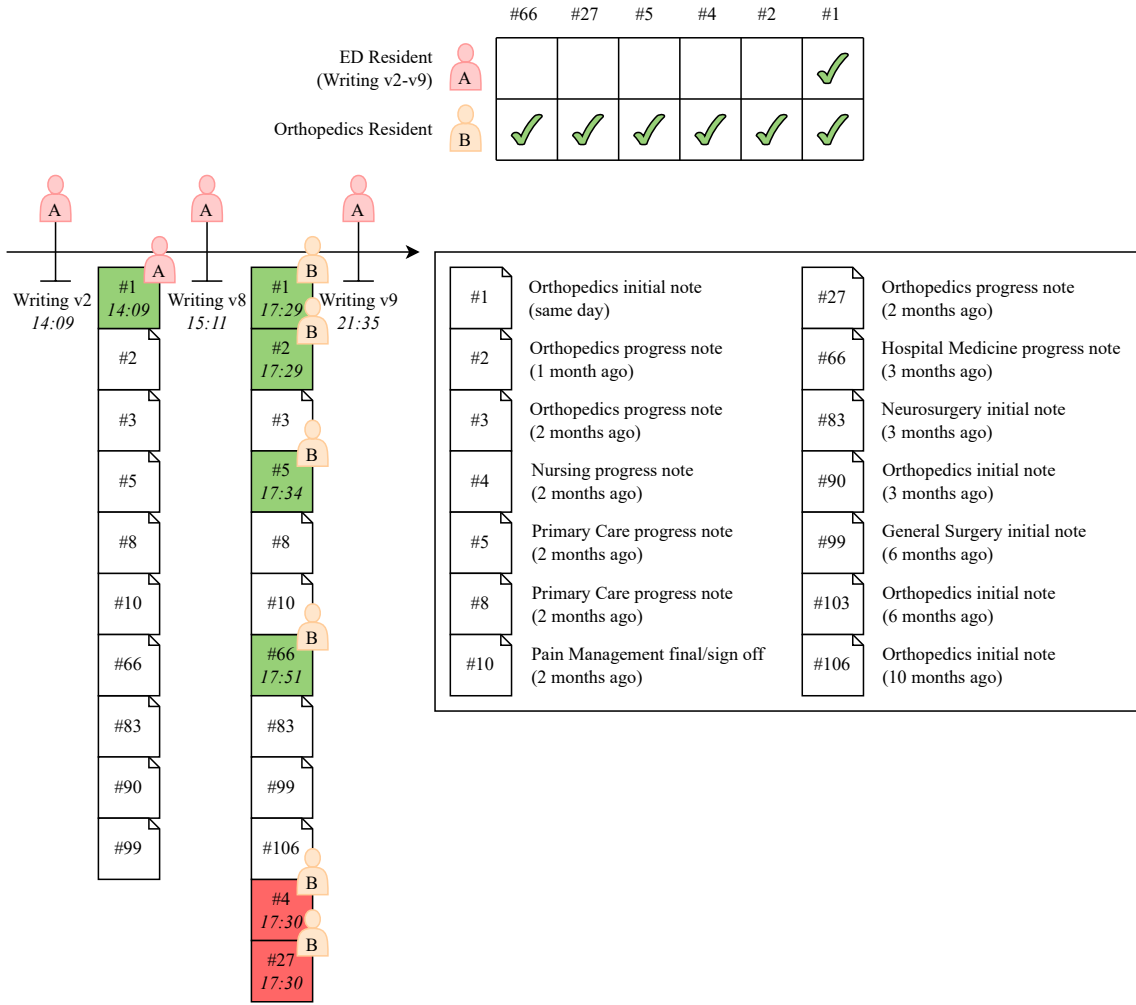 #66 #27 #5 #4 #2 #1
ED Resident
(Writing v2-v9)
A
Orthopedics Resident
B
A A A
A B
Writing v2
14:09
#1
14:09
Writing v8
15:11
#1
17:29
Writing v9
21:35
B
#2
#2
17:29
#3
#3
B
#5
#5
17:34
#8
#8
#10
#10
B
#66
#66
17:51
#83
#83
#90
#99
#99
#106
B
#4
17:30
B
#27
17:30
#1
Orthopedics initial note
(same day)
#2
Orthopedics progress note
(1 month ago)
#3
Orthopedics progress note
(2 months ago)
#4
Nursing progress note
(2 months ago)
#5
Primary Care progress note
(2 months ago)
#8
Primary Care progress note
(2 months ago)
#10
Pain Management final/sign off
(2 months ago)
#27
Orthopedics progress note
(2 months ago)
#66
Hospital Medicine progress note
(3 months ago)
#83
Neurosurgery initial note
(3 months ago)
#90
Orthopedics initial note
(3 months ago)
#99
General Surgery initial note
(6 months ago)
#103
Orthopedics initial note
(6 months ago)
#106
Orthopedics initial note
(10 months ago)